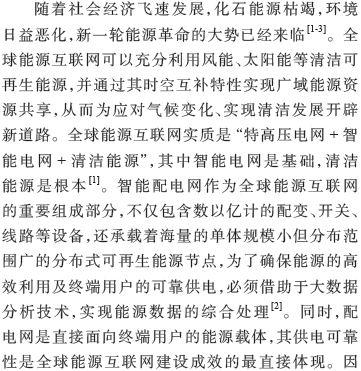 随着社会经济飞速发展,化石能源枯竭,环境
日益恶化,新一轮能源革命的大势已经来临[1-3]。全
球能源互联网可以充分利用风能、太阳能等清洁可
再生能源,并通过其时空互补特性实现广域能源资
源共享,从而为应对气候变化、实现清洁发展开辟
新道路。全球能源互联网实质是“特高压电网+智
能电网+清洁能源”,其中智能电网是基础,清洁
能源是根本[1]。智能配电网作为全球能源互联网
的重要组成部分,不仅包含数以亿计的配变、开关、
线路等设备,还承载着海量的单体规模小但分布范
围广的分布式可再生能源节点,为了确保能源的高
效利用及终端用户的可靠供电,必须借助于大数据
分析技术,实现能源数据的综合处理[2]。同时,配
电网是直接面向终端用户的能源载体,其供电可靠
性是全球能源互联网建设成效的最直接体现。因